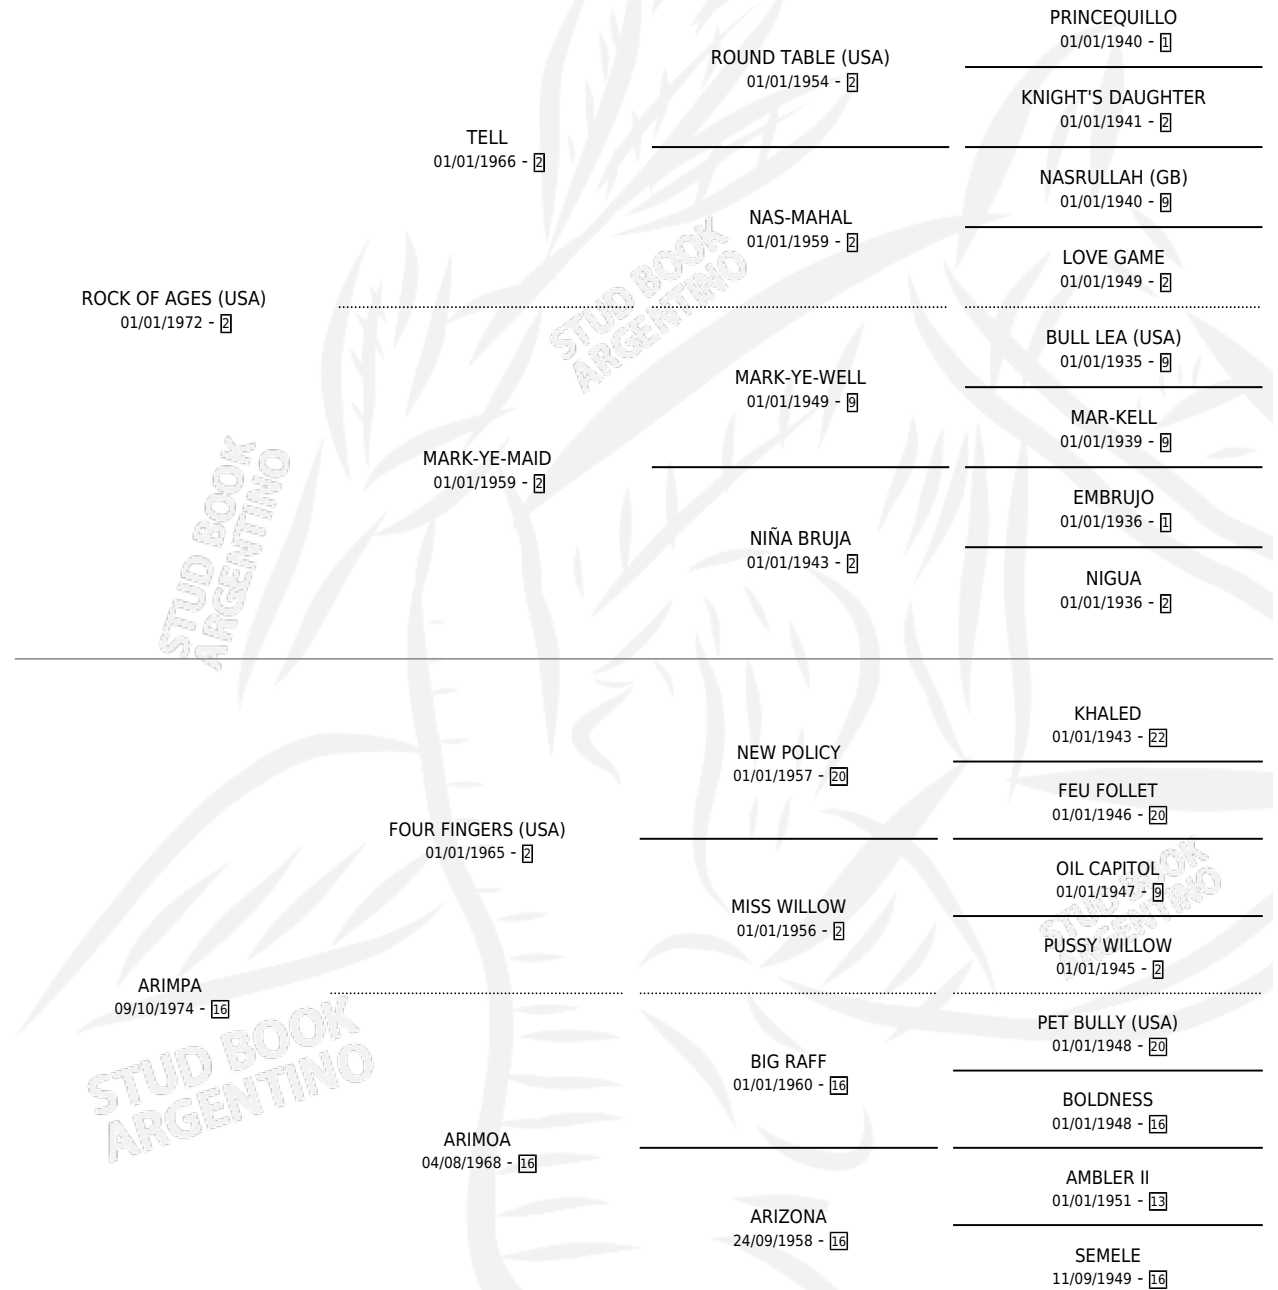 PRINCEQUILLO
01/01/1940 - 1
ROUND TABLE (USA)
01/01/1954 - 2
KNIGHT'S DAUGHTER
01/01/1941 - 2
TELL
01/01/1966 - 2
NASRULLAH (GB)
01/01/1940 - 9
NAS-MAHAL
01/01/1959 - 2
LOVE GAME
01/01/1949 - 2
ROCK OF AGES (USA)
01/01/1972 - 2
BULL LEA (USA)
01/01/1935 - 9
MARK-YE-WELL
01/01/1949 - 9
MAR-KELL
01/01/1939 - 9
MARK-YE-MAID
01/01/1959 - 2
EMBRUJO
01/01/1936 - 1
NIÑA BRUJA
01/01/1943 - 2
NIGUA
01/01/1936 - 2
KHALED
01/01/1943 - 22
NEW POLICY
01/01/1957 - 20
FEU FOLLET
01/01/1946 - 20
FOUR FINGERS (USA)
01/01/1965 - 2
OIL CAPITOL
01/01/1947 - 9
MISS WILLOW
01/01/1956 - 2
PUSSY WILLOW
01/01/1945 - 2
ARIMPA
09/10/1974 - 16
PET BULLY (USA)
01/01/1948 - 20
BIG RAFF
01/01/1960 - 16
BOLDNESS
01/01/1948 - 16
ARIMOA
04/08/1968 - 16
AMBLER II
01/01/1951 - 13
ARIZONA
24/09/1958 - 16
SEMELE
11/09/1949 - 16
STUD BOOK
ARGENTINO
STUD BOOK
ARGENTINO
STUD BOOK
ARGENTINO
STUD BOOK
ARGENTINO